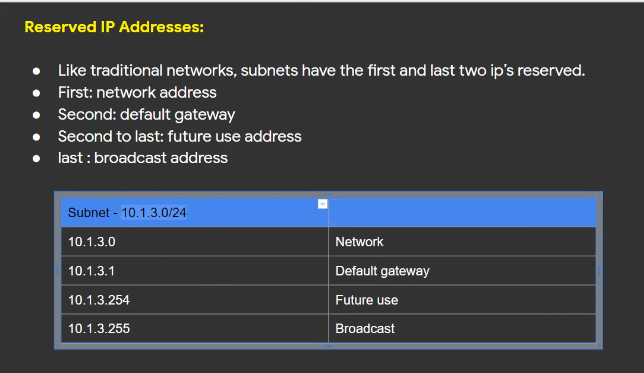 Reserved IP Addresses:
● Like traditional networks, subnets have the first and last two ip's reserved.
● First: network address
● Second: default gateway
● Second to last: future use address
● last : broadcast address
Subnet - 10.1.3.0/24
10.1.3.0 Network
10.1.3.1 Default gateway
10.1.3.254 Future use
10.1.3.255 Broadcast